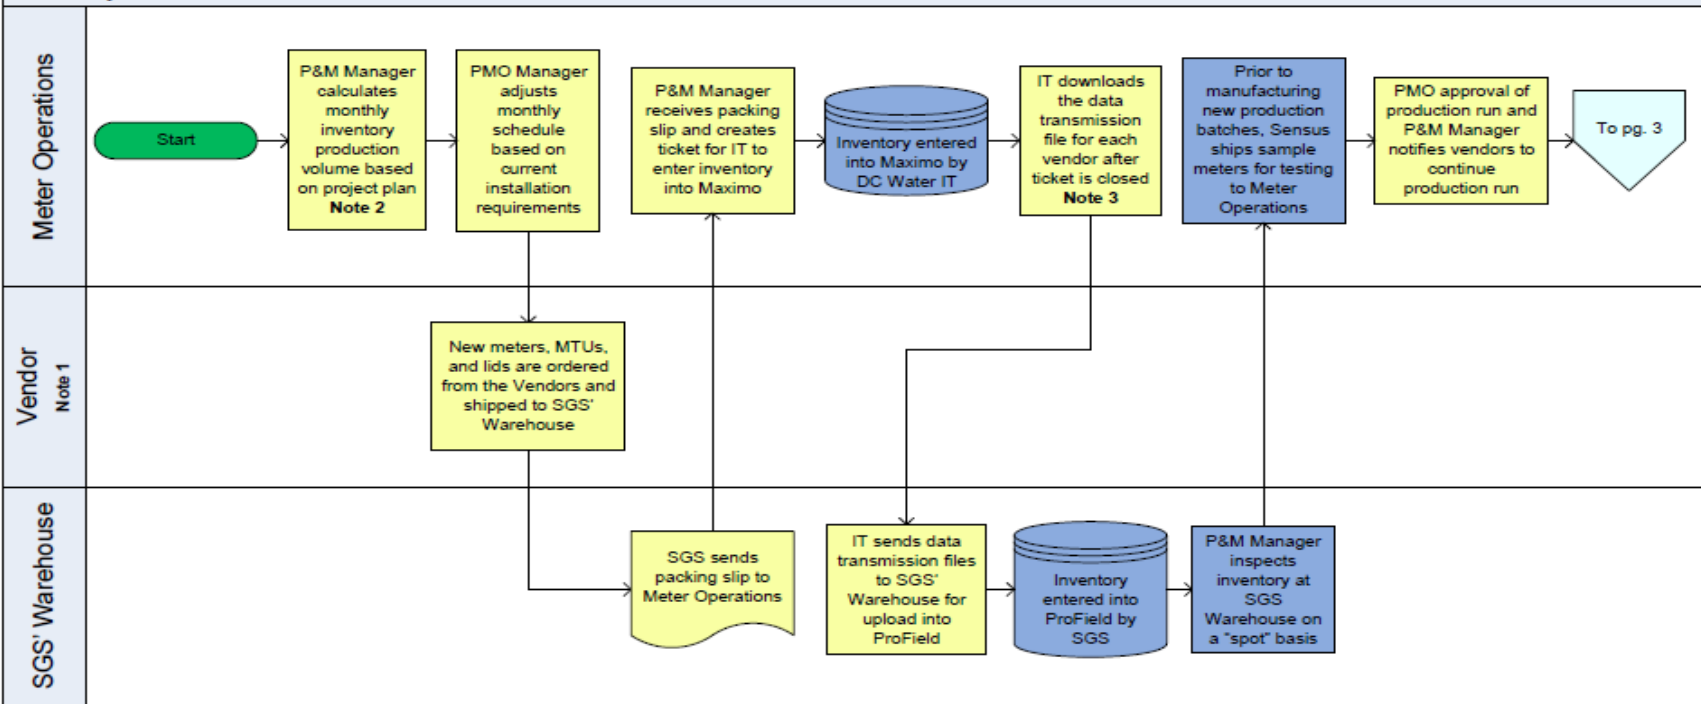 Meter Operations
Start
P&M Manager
calculates
monthly
inventory
production
volume based
on project plan
Note 2
PMO Manager
adjusts
monthly
schedule
based on
current
installation
requirements
P&M Manager
receives packing
slip and creates
ticket for IT to
enter inventory
into Maximo
Inventory entered
into Maximo by
DC Water IT
IT downloads
the data
transmission
file for each
vendor after
ticket is closed
Note 3
Prior to
manufacturing
new production
batches, Sensus
ships sample
meters for testing
to Meter
Operations
PMO approval of
production run and
P&M Manager
notifies vendors to
continue
production run
To pg. 3
Vendor
Note 1
New meters, MTUs,
and lids are ordered
from the Vendors and
shipped to SGS'
Warehouse
SGS' Warehouse
SGS sends
packing slip to
Meter Operations
IT sends data
transmission files
to SGS'
Warehouse for
upload into
ProField
Inventory
entered into
ProField by
SGS
P&M Manager
inspects
inventory at
SGS
Warehouse on
a "spot" basis